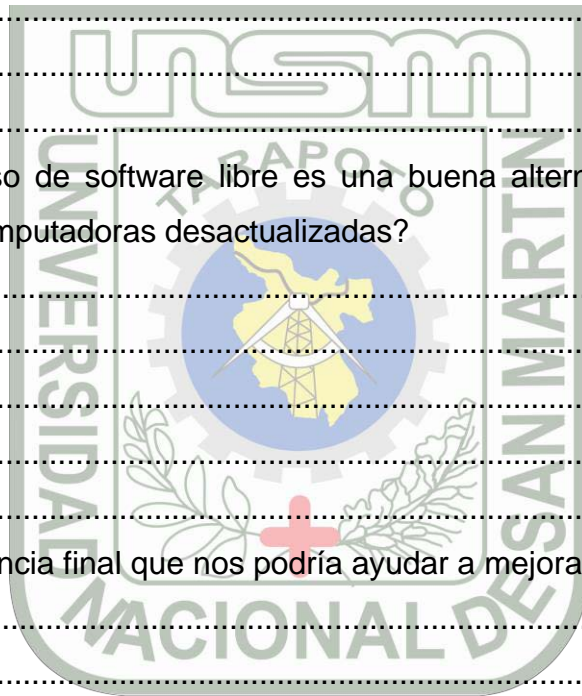 unsm
TARAPOTO
UNIVERSIDAD
NACIONAL DE
SAN MARTIN
so de software libre es una buena altern
mputadoras desactualizadas?
ncia final que nos podría ayudar a mejora